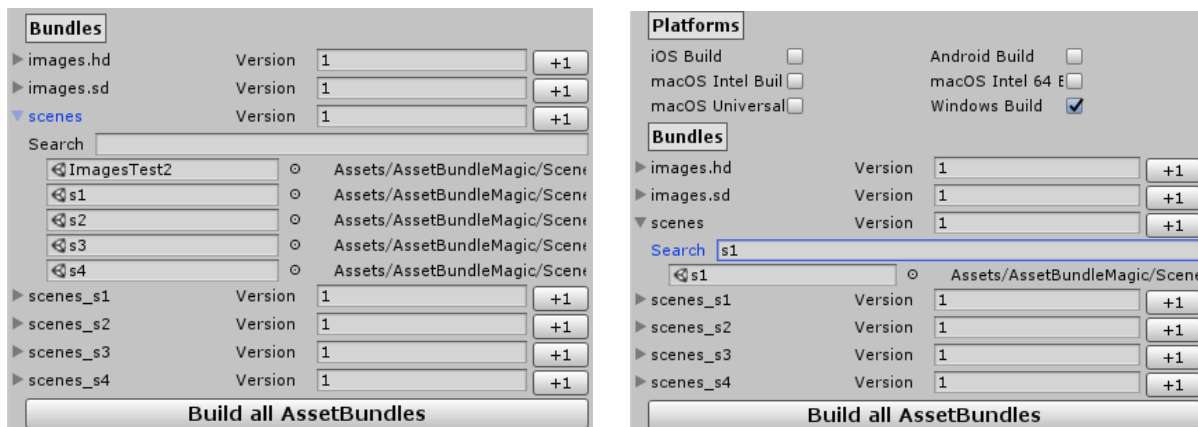 Bundles
images.hd Version 1 +1
images.sd Version 1 +1
scenes Version 1 +1
Search
ImagesTest2 Assets/AssetBundleMagic/Scene
s1 Assets/AssetBundleMagic/Scene
s2 Assets/AssetBundleMagic/Scene
s3 Assets/AssetBundleMagic/Scene
s4 Assets/AssetBundleMagic/Scene
scenes_s1 Version 1 +1
scenes_s2 Version 1 +1
scenes_s3 Version 1 +1
scenes_s4 Version 1 +1
Build all AssetBundles
Platforms
iOS Build Android Build
macOS Intel Buil macOS Intel 64 E
macOS Universal Windows Build
Bundles
images.hd Version 1 +1
images.sd Version 1 +1
scenes Version 1 +1
Search s1
s1 Assets/AssetBundleMagic/Scene
scenes_s1 Version 1 +1
scenes_s2 Version 1 +1
scenes_s3 Version 1 +1
scenes_s4 Version 1 +1
Build all AssetBundles